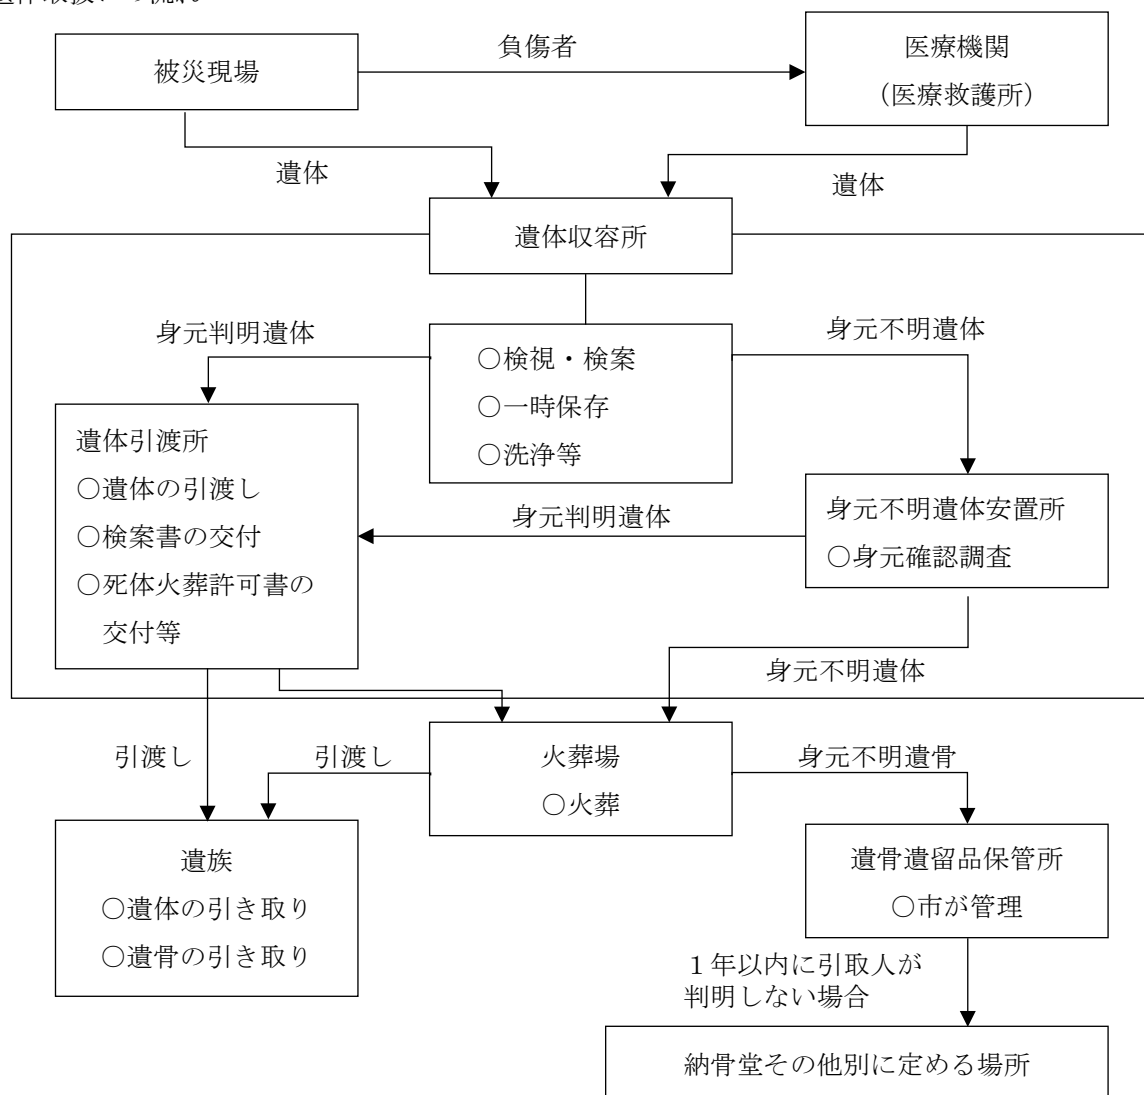 負傷者
被災現場
医療機関
（医療救護所）
遺体
遺体
遺体収容所
身元判明遺体
身元不明遺体
○検視・検案
○一時保存
○洗浄等
遺体引渡所
○遺体の引渡し
○検案書の交付
○死体火葬許可書の
交付等
身元判明遺体
身元不明遺体安置所
○身元確認調査
身元不明遺体
引渡し
引渡し
火葬場
○火葬
身元不明遺骨
遺族
○遺体の引き取り
○遺骨の引き取り
遺骨遺留品保管所
○市が管理
１年以内に引取人が
判明しない場合
納骨堂その他別に定める場所